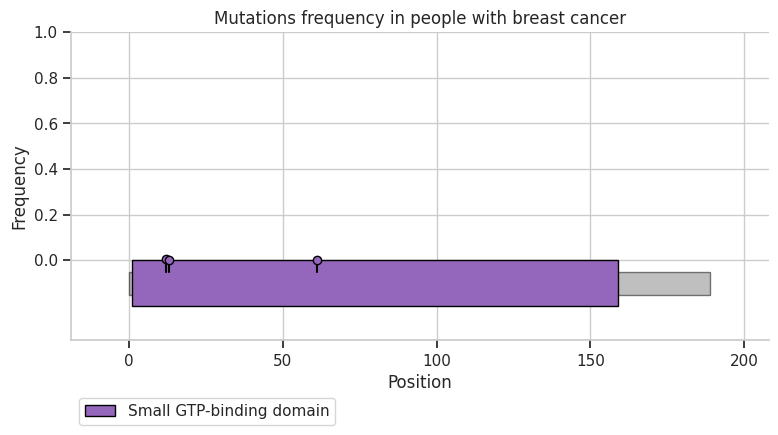 Mutations frequency in people with breast cancer
1.0
0.8
0.6
0.4
0.2
0.0
Frequency
0 50 100 150 200
Position
Small GTP-binding domain